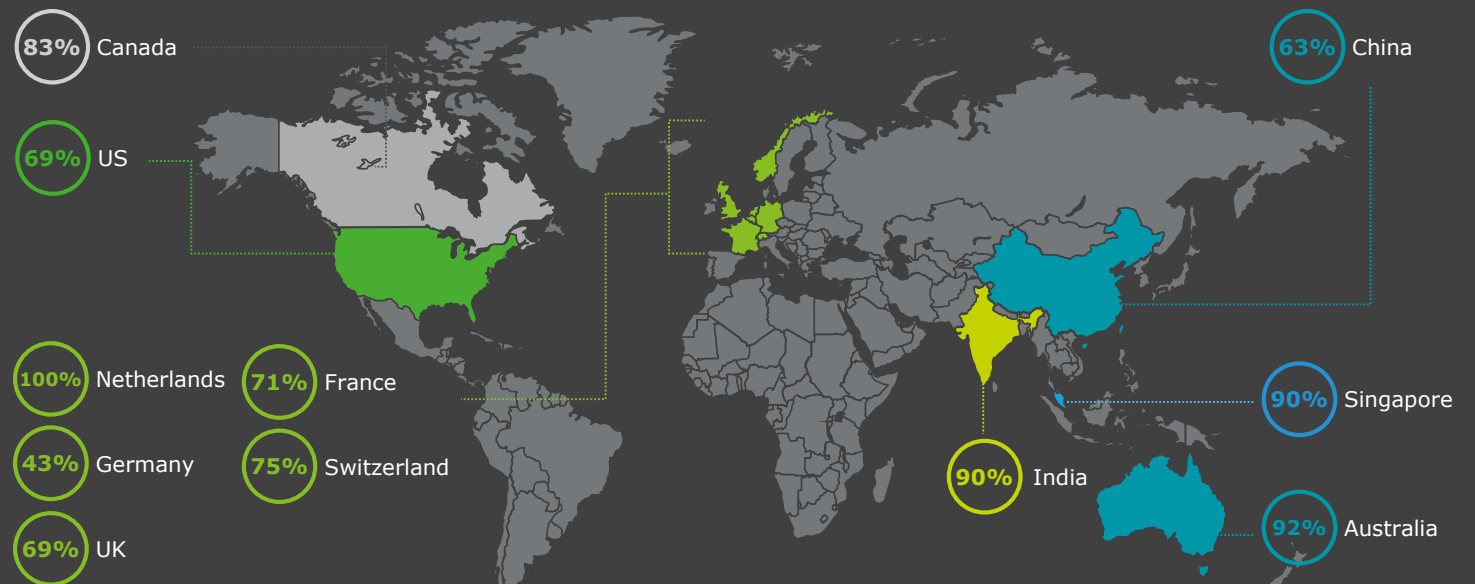 83% Canada
69% US
63% China
100% Netherlands
71% France
43% Germany
75% Switzerland
69% UK
90% Singapore
90% India
92% Australia